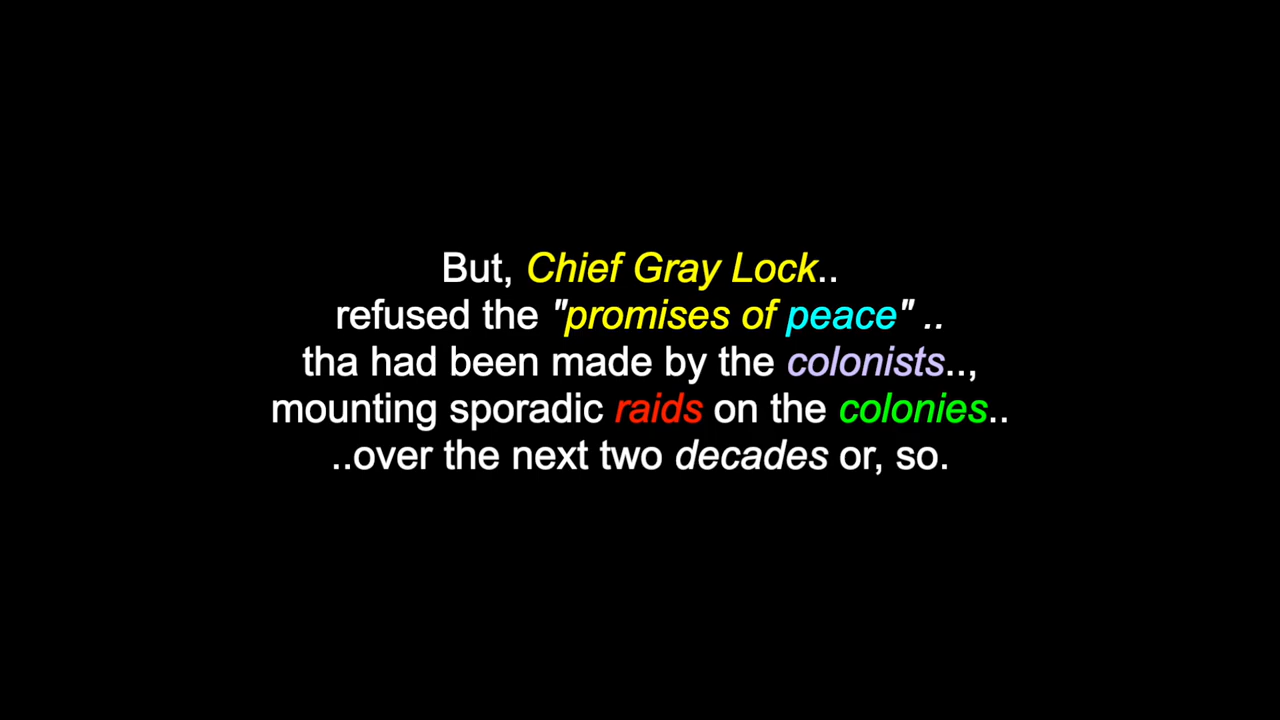 But, Chief Gray Lock..
refused the "promises of peace" ..
tha had been made by the colonists..,
mounting sporadic raids on the colonies..
..over the next two decades or, so.